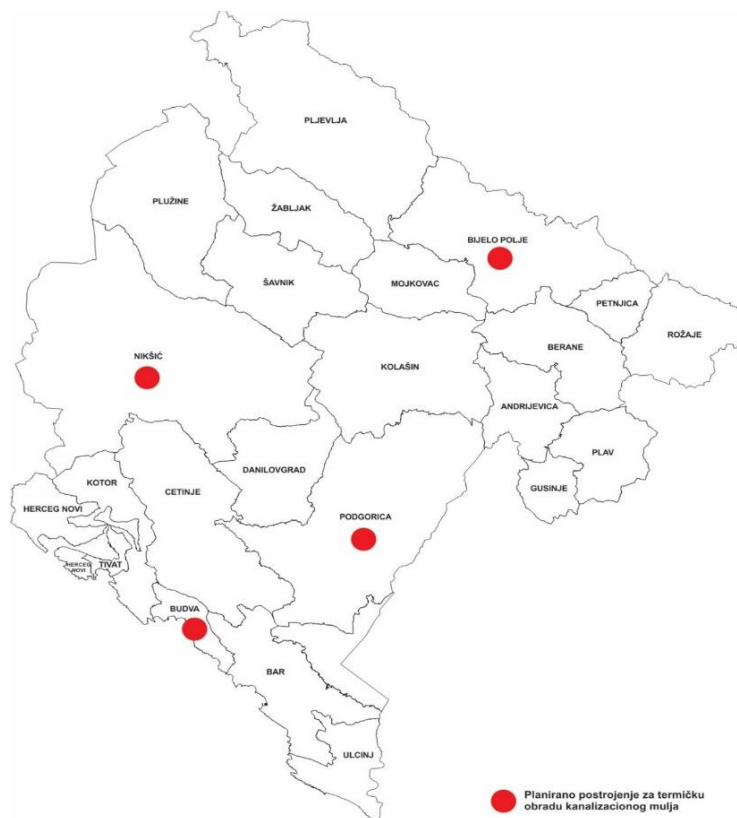 PLJEVLJA
PLUŽINE
ŽABLJAK
BIJELO POLJE
ŠAVNIK
MOJKOVAC
PETNJICA
ROŽAJE
BERANE
NIKŠIĆ
KOLAŠIN
ANDRIJEVICA
PLAV
DANILOVGRAD
KOTOR
CETINJE
GUSINJE
HERCEG NOVI
PODGORICA
TIVAT
HERCEG
NOVI
BUDVA
BAR
ULCINJ
Planirano postrojenje za termičku
obradu kanalizacionog mulja